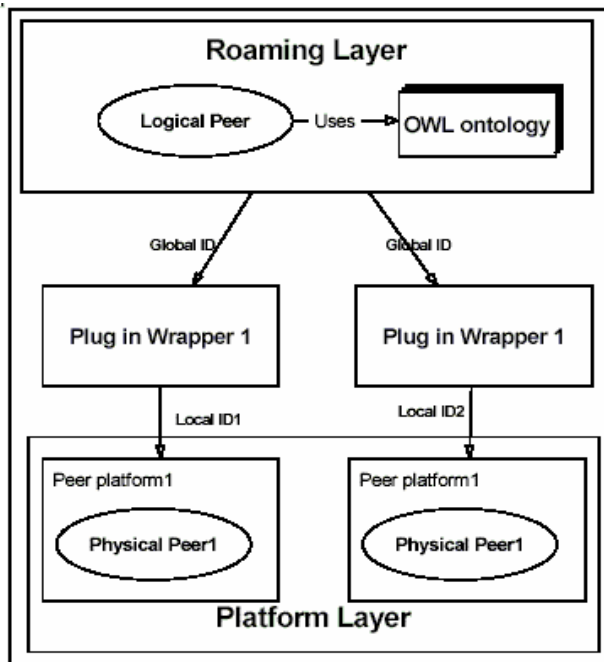 Roaming Layer
Logical Peer
Uses
OWL ontology
Global ID
Global ID
Plug in Wrapper 1
Plug in Wrapper 1
Local ID1
Local ID2
Peer platform1
Peer platform1
Physical Peer1
Physical Peer1
Platform Layer